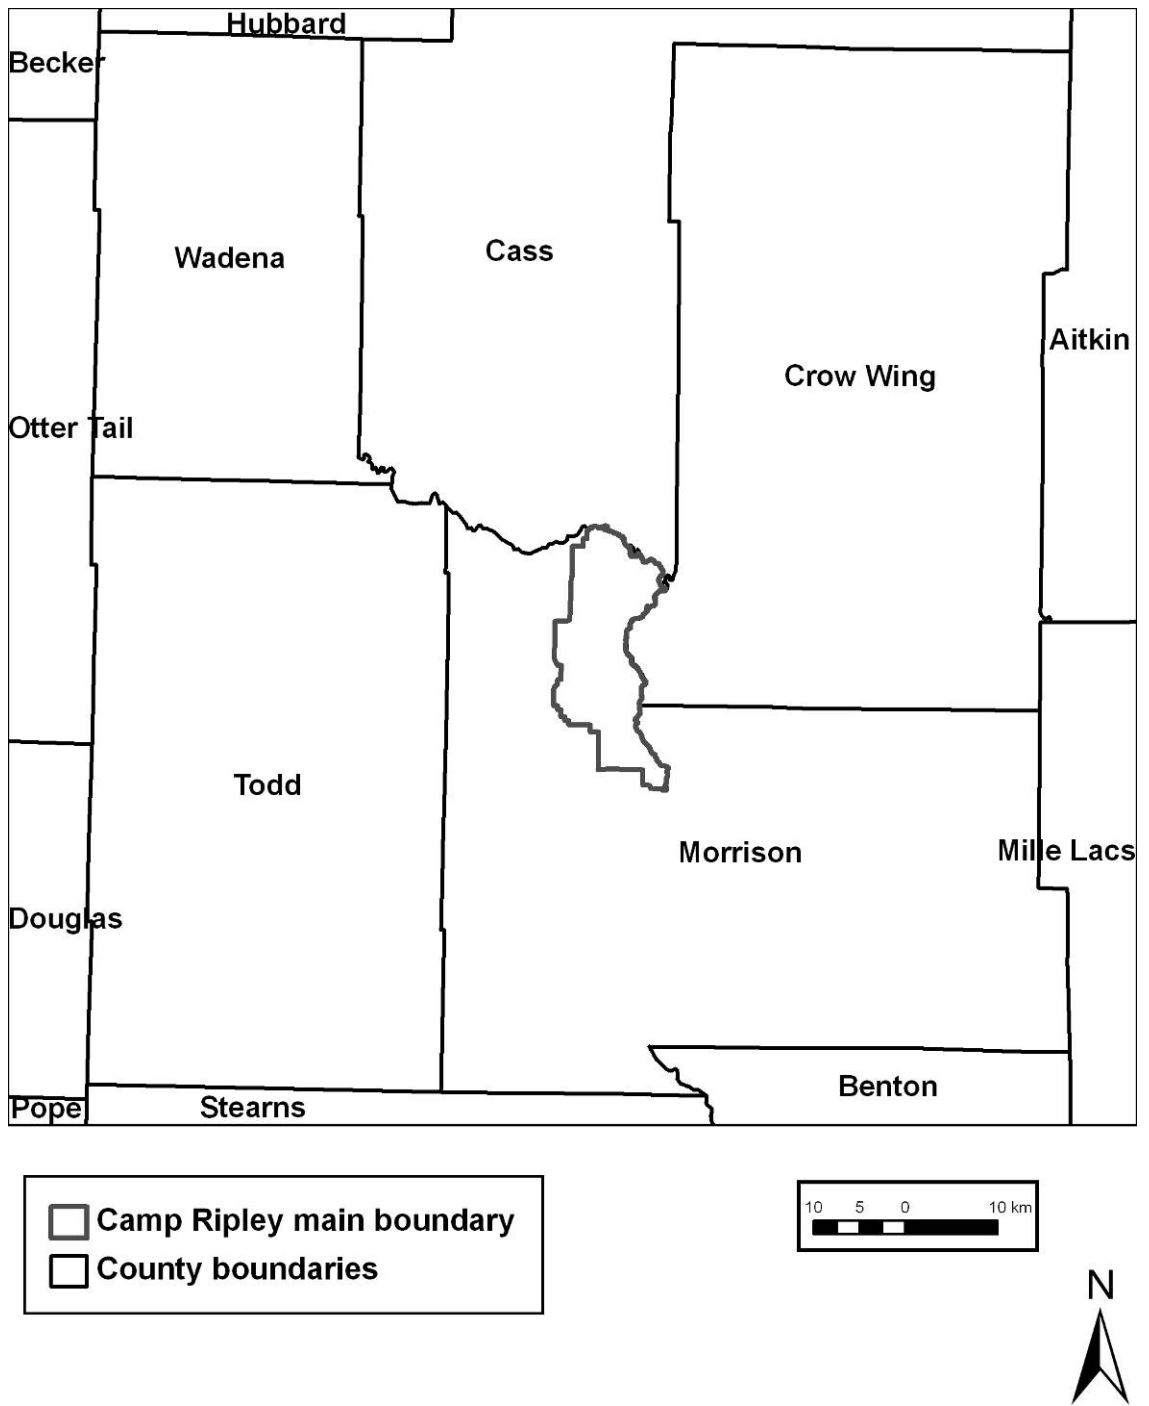 Hubbard
Becker
Wadena
Cass
Aitkin
Crow Wing
Otter Tail
Todd
Morrison
Mille Lacs
Douglas
Benton
Pope
Stearns
Camp Ripley main boundary
County boundaries
10 5 0 10 km
N